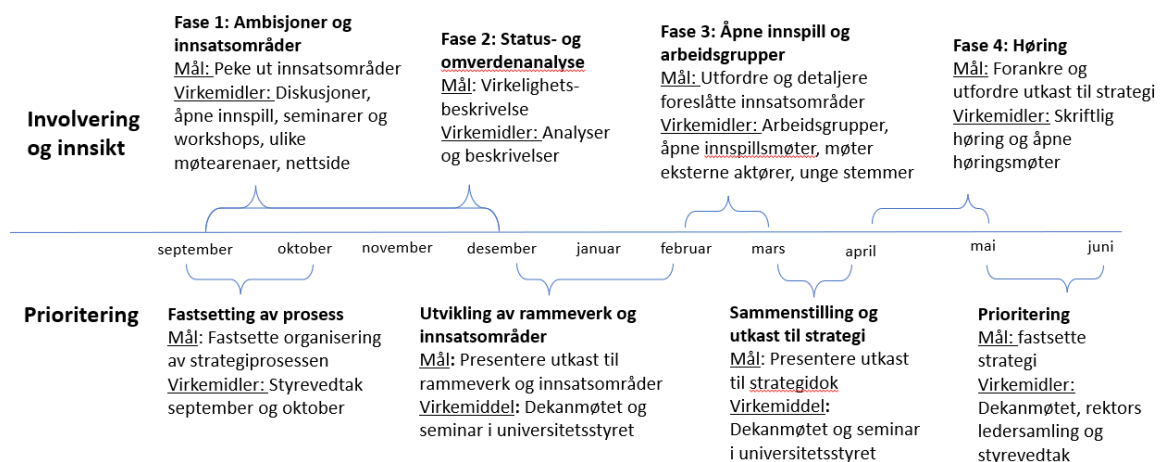 Involvering
og innsikt
Fase 1: Ambisjoner og
innsatsområder
Mål: Peke ut innsatsområder
Virkemidler: Diskusjoner,
åpne innspill, seminarer og
workshops, ulike
møtearenaer, nettside
Fase 2: Status- og
omverdenanalyse
Mål: Virkelighets-
beskrivelse
Virkemidler: Analyser
og beskrivelser
Fase 3: Åpne innspill og
arbeidsgrupper
Mål: Utfordre og detaljere
foreslåtte innsatsområder
Virkemidler: Arbeidsgrupper,
åpne innspillsmøter, møter
eksterne aktører, unge stemmer
Fase 4: Høring
Mål: Forankre og
utfordre utkast til strategi
Virkemidler: Skriftlig
høring og åpne
høringsmøter
september oktober november desember januar februar mars april mai juni
Prioritering
Fastsetting av prosess
Mål: Fastsette organisering
av strategiprosessen
Virkemidler: Styrevedtak
september og oktober
Utvikling av rammeverk og
innsatsområder
Mål: Presentere utkast til
rammeverk og innsatsområder
Virkemiddel: Dekanmøtet og
seminar i universitetsstyret
Sammenstilling og
utkast til strategi
Mål: Presentere utkast
til strategidok
Virkemiddel:
Dekanmøtet og seminar
i universitetsstyret
Prioritering
Mål: fastsette
strategi
Virkemidler:
Dekanmøtet, rektors
ledersamling og
styrevedtak